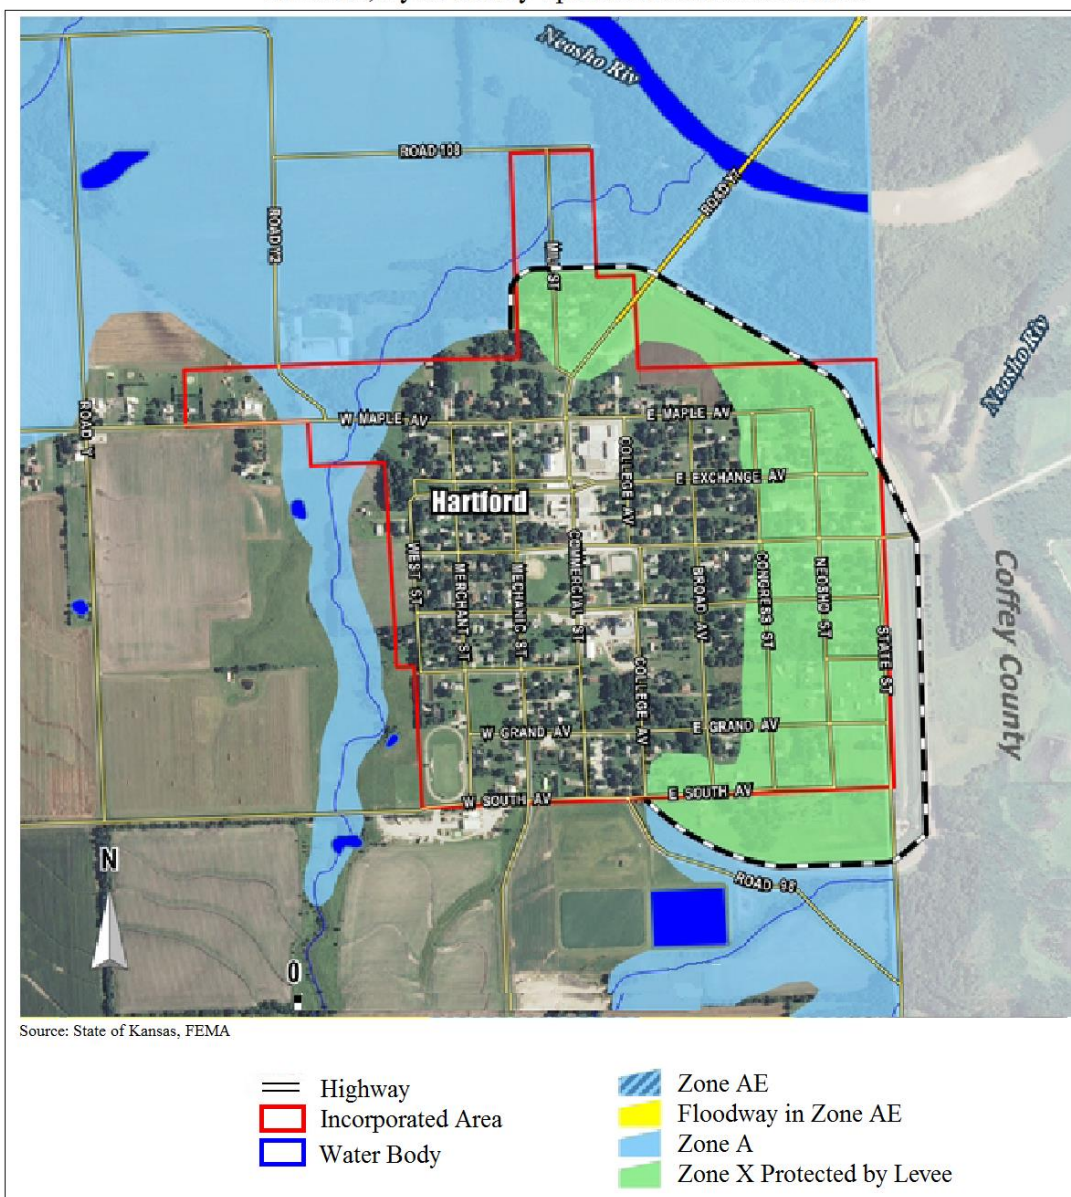 Neosho Riv
ROAD 108
ROAD Y2
MILL ST
Neosho Riv
ROAD Y
W MAPLE AV
E MAPLE AV
COLLEGE AV
E EXCHANGE AV
Hartford
WEST ST
MERCHANT ST
MECHANIC ST
COMMERCIAL ST
BROAD AV
CONGRESS ST
NEOSHO ST
STATE ST
Coffey County
COLLEGE AV
W GRAND AV
E GRAND AV
W SOUTH AV
E SOUTH AV
ROAD 98
N
0
Source: State of Kansas, FEMA
Highway
Incorporated Area
Water Body
Zone AE
Floodway in Zone AE
Zone A
Zone X Protected by Levee